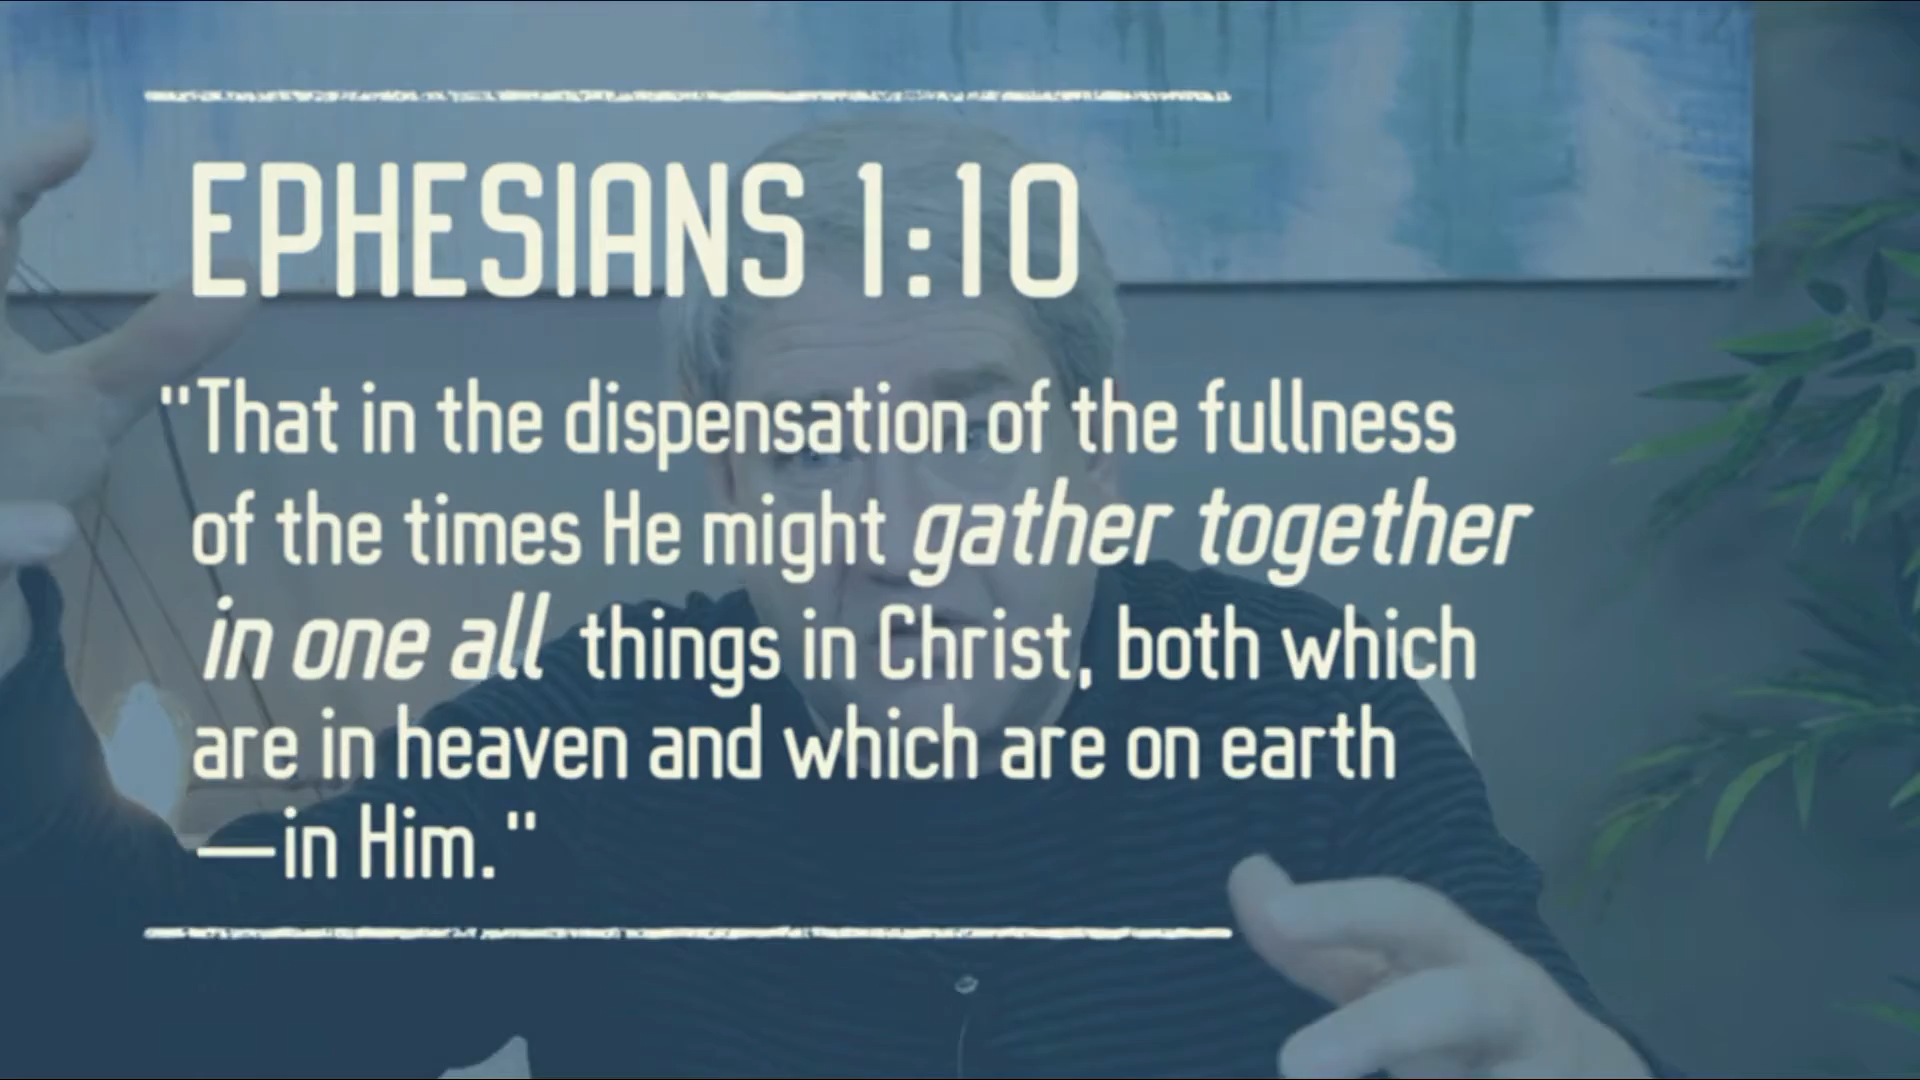 EPHESIANS 1:10
"That in the dispensation of the fullness
of the times He might gather together
in one all things in Christ, both which
are in heaven and which are on earth
—in Him."